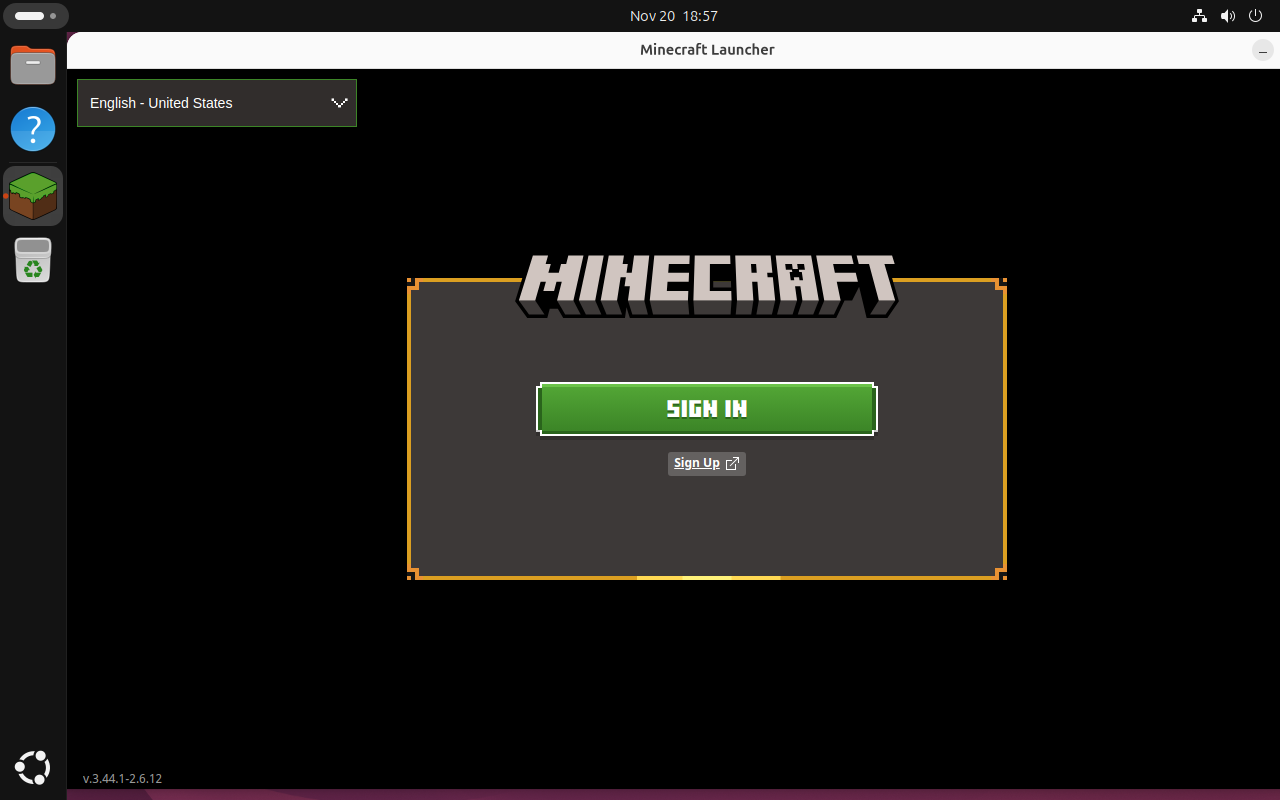 Nov 20 18:57
Minecraft Launcher
English - United States
MINECRAFT
SIGN IN
Sign Up
v.3.44.1-2.6.12